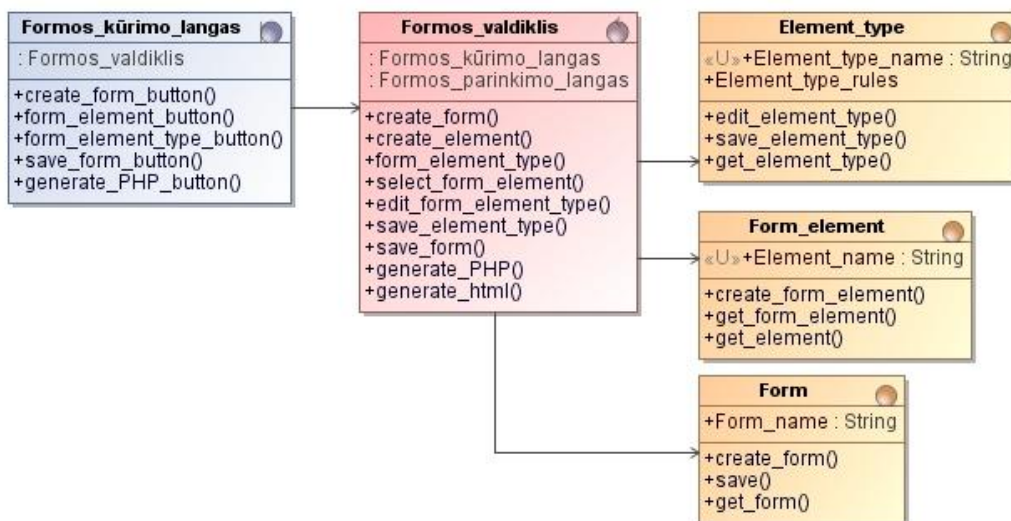 Formos_kūrimo_langas
: Formos_valdiklis
+create_form_button()
+form_element_button()
+form_element_type_button()
+save_form_button()
+generate_PHP_button()
Formos_valdiklis
: Formos_kūrimo_langas
: Formos_parinkimo_langas
+create_form()
+create_element()
+form_element_type()
+select_form_element()
+edit_form_element_type()
+save_element_type()
+save_form()
+generate_PHP()
+generate_html()
Element_type
«U»+Element_type_name : String
+Element_type_rules
+edit_element_type()
+save_element_type()
+get_element_type()
Form_element
«U»+Element_name : String
+create_form_element()
+get_form_element()
+get_element()
Form
+Form_name : String
+create_form()
+save()
+get_form()